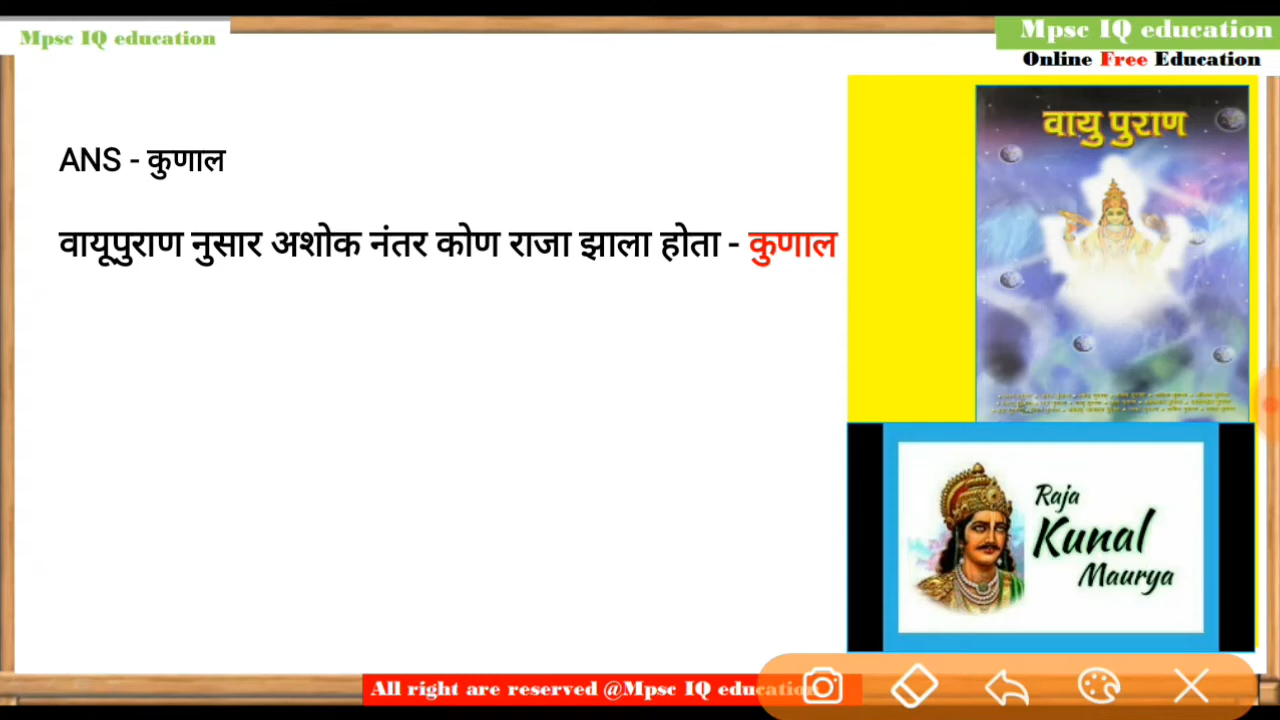 Mpsc IQ education
Mpsc IQ education
Online Free Education
वायु पुराण
ANS - कुणाल
वायूपुराण नुसार अशोक नंतर कोण राजा झाला होता - कुणाल
Raja
Kunal
Maurya
All right are reserved @Mpsc IQ education